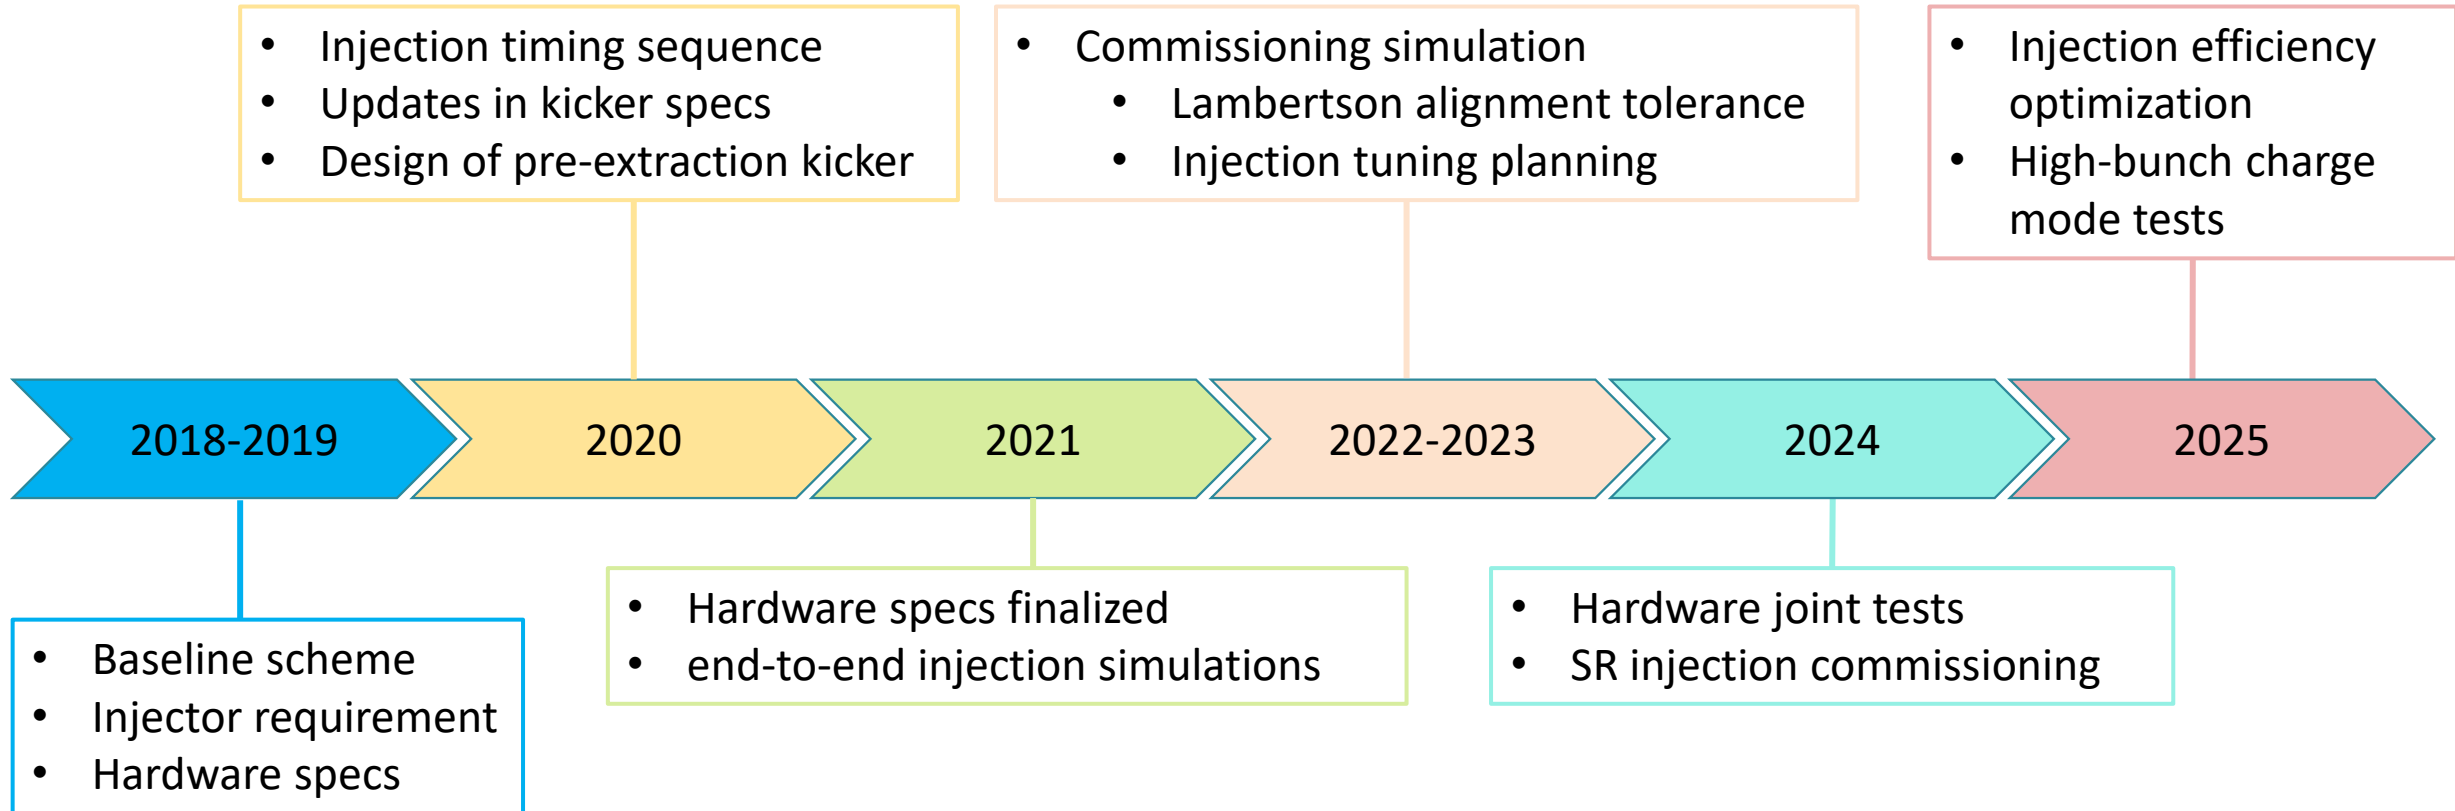 • Injection timing sequence
• Updates in kicker specs
• Design of pre-extraction kicker
• Commissioning simulation
• Lambertson alignment tolerance
• Injection tuning planning
• Injection efficiency
optimization
• High-bunch charge
mode tests
2018-2019
2020
2021
2022-2023
2024
2025
• Baseline scheme
• Injector requirement
• Hardware specs
• Hardware specs finalized
• end-to-end injection simulations
• Hardware joint tests
• SR injection commissioning